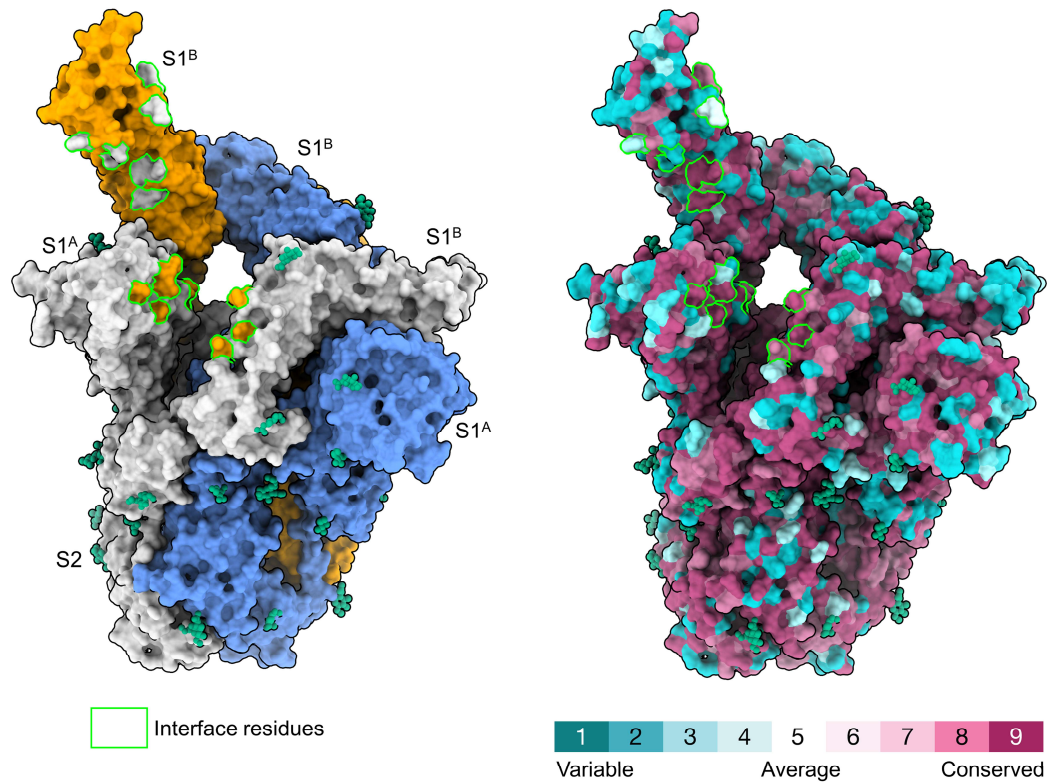 S1ᴮ
S1ᴮ
S1ᴬ
S1ᴮ
S1ᴬ
S2
Interface residues
1 2 3 4 5 6 7 8 9
Variable Average Conserved